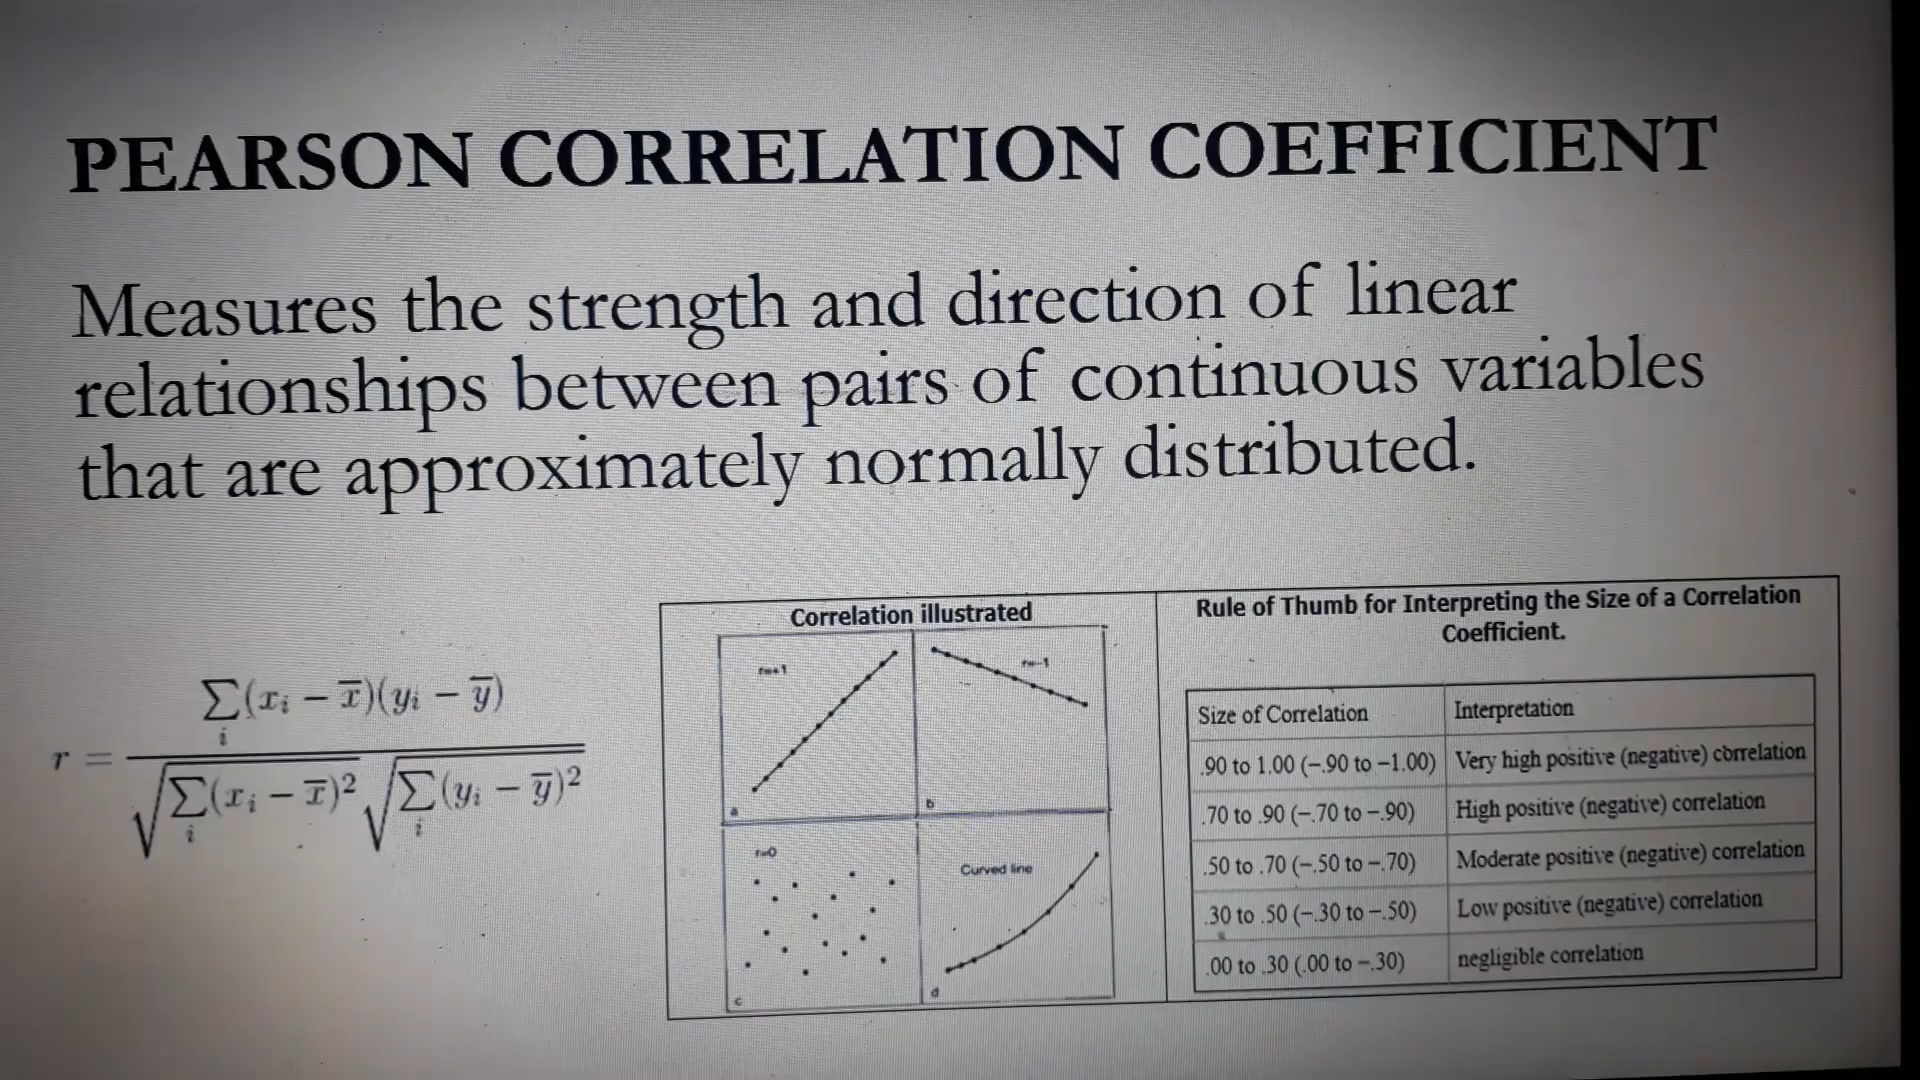 PEARSON CORRELATION COEFFICIENT
Measures the strength and direction of linear
relationships between pairs of continuous variables
that are approximately normally distributed.
r = ∑i(xi − x̅)(yi − y̅) / √∑i(xi − x̅)² √∑i(yi − y̅)²
Correlation illustrated
r=+1
a
r=-1
b
r=0
c
Curved line
d
Rule of Thumb for Interpreting the Size of a Correlation
Coefficient.
Size of Correlation Interpretation
.90 to 1.00 (−.90 to −1.00) Very high positive (negative) correlation
.70 to .90 (−.70 to −.90) High positive (negative) correlation
.50 to .70 (−.50 to −.70) Moderate positive (negative) correlation
.30 to .50 (−.30 to −.50) Low positive (negative) correlation
.00 to .30 (.00 to −.30) negligible correlation